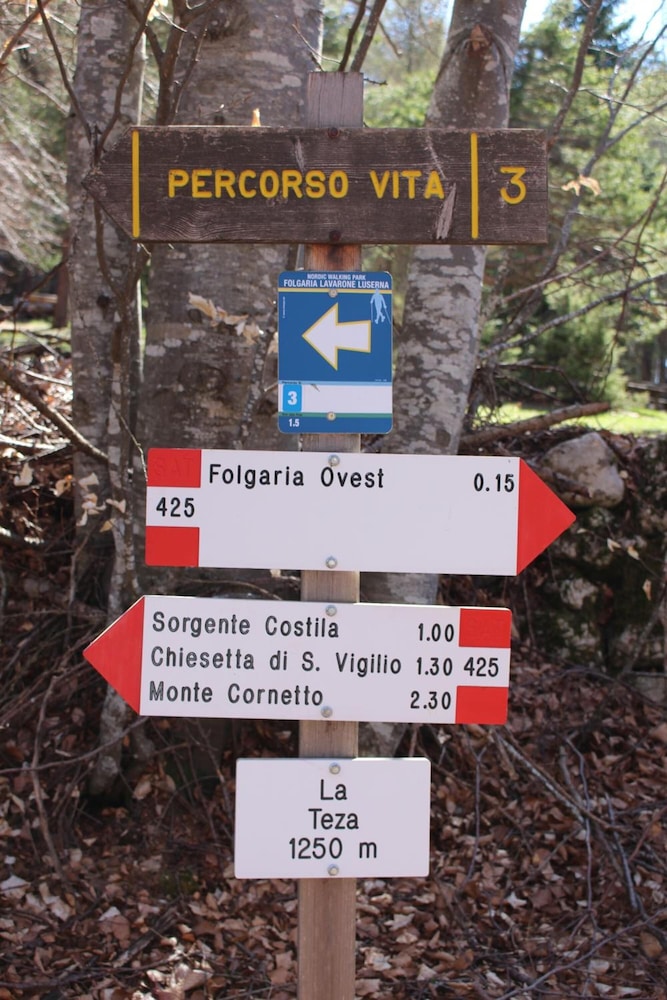 PERCORSO VITA 3
NORDIC WALKING PARK
FOLGARIA LAVARONE LUSERNA
3
1.5
SAT
Folgaria Ovest 0.15
425
Sorgente Costila 1.00
Chiesetta di S. Vigilio 1.30 425
Monte Cornetto 2.30
La
Teza
1250 m